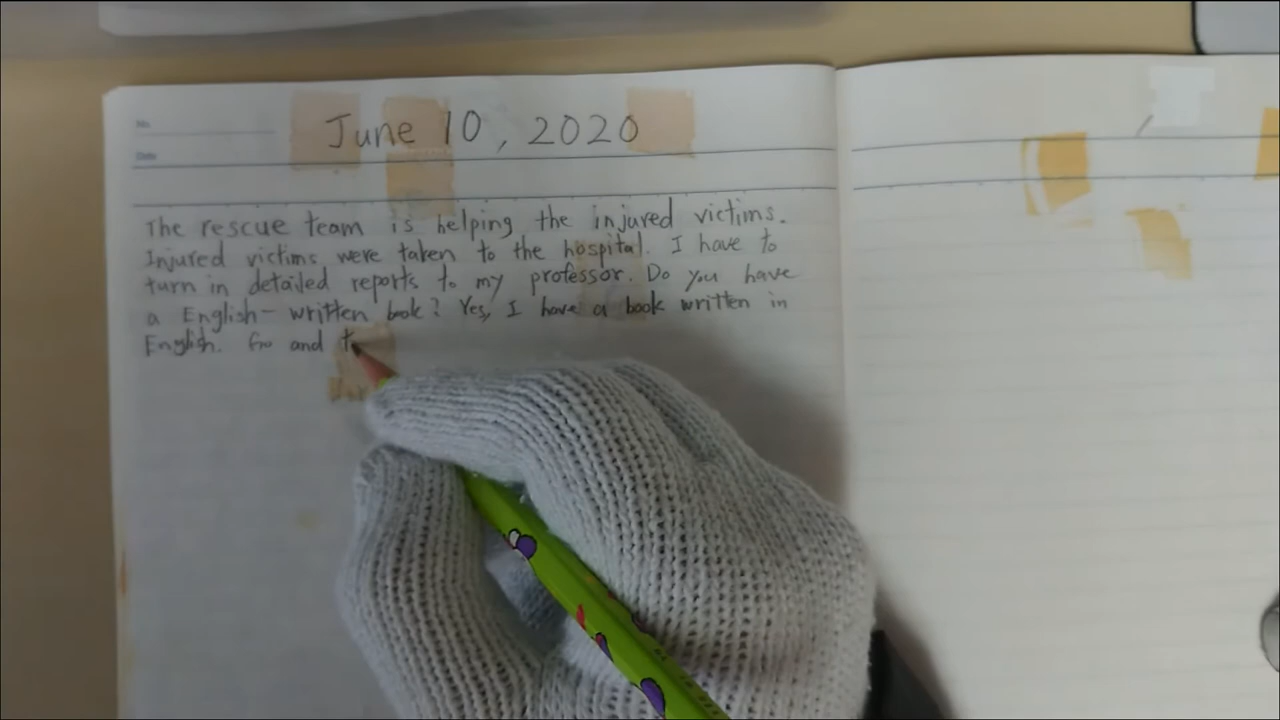 No.
Date
June 10, 2020
The rescue team is helping the injured victims.
Injured victims were taken to the hospital. I have to
turn in detailed reports to my professor. Do you have
a English-written book? Yes, I have a book written in
English. Go and t